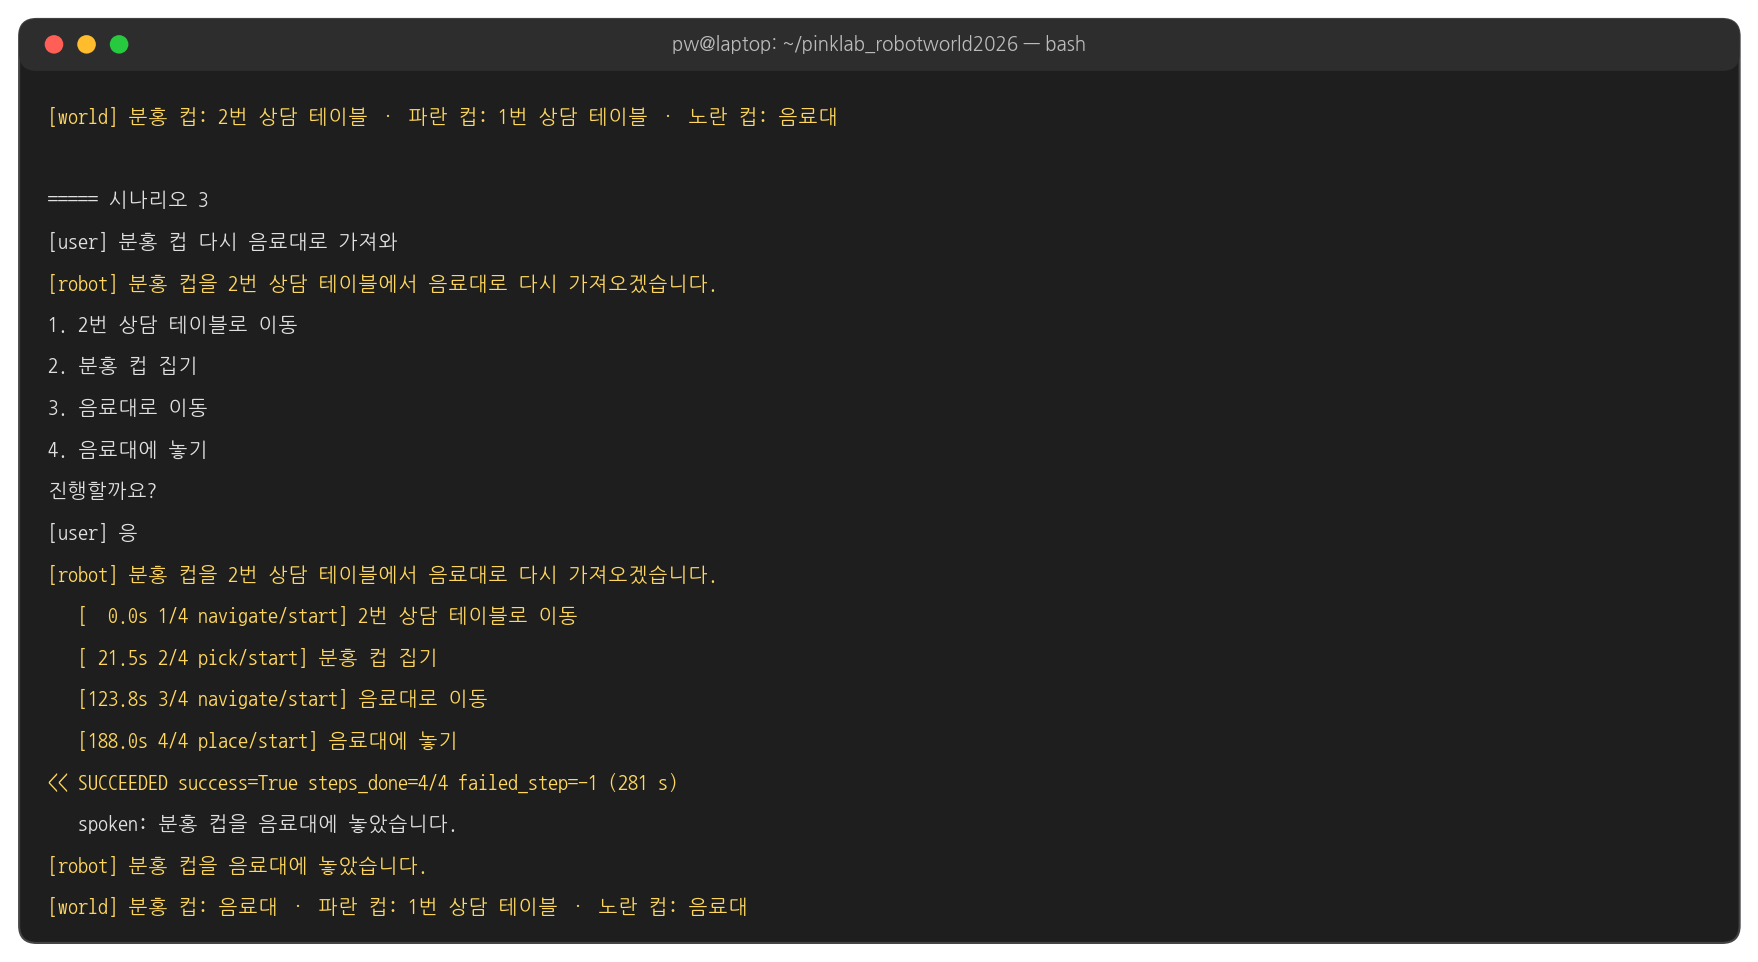 pw@laptop: ~/pinklab_robotworld2026 — bash
[world] 분홍 컵: 2번 상담 테이블 · 파란 컵: 1번 상담 테이블 · 노란 컵: 음료대
===== 시나리오 3
[user] 분홍 컵 다시 음료대로 가져와
[robot] 분홍 컵을 2번 상담 테이블에서 음료대로 다시 가져오겠습니다.
1. 2번 상담 테이블로 이동
2. 분홍 컵 집기
3. 음료대로 이동
4. 음료대에 놓기
진행할까요?
[user] 응
[robot] 분홍 컵을 2번 상담 테이블에서 음료대로 다시 가져오겠습니다.
[  0.0s 1/4 navigate/start] 2번 상담 테이블로 이동
[ 21.5s 2/4 pick/start] 분홍 컵 집기
[123.8s 3/4 navigate/start] 음료대로 이동
[188.0s 4/4 place/start] 음료대에 놓기
<< SUCCEEDED success=True steps_done=4/4 failed_step=-1 (281 s)
spoken: 분홍 컵을 음료대에 놓았습니다.
[robot] 분홍 컵을 음료대에 놓았습니다.
[world] 분홍 컵: 음료대 · 파란 컵: 1번 상담 테이블 · 노란 컵: 음료대